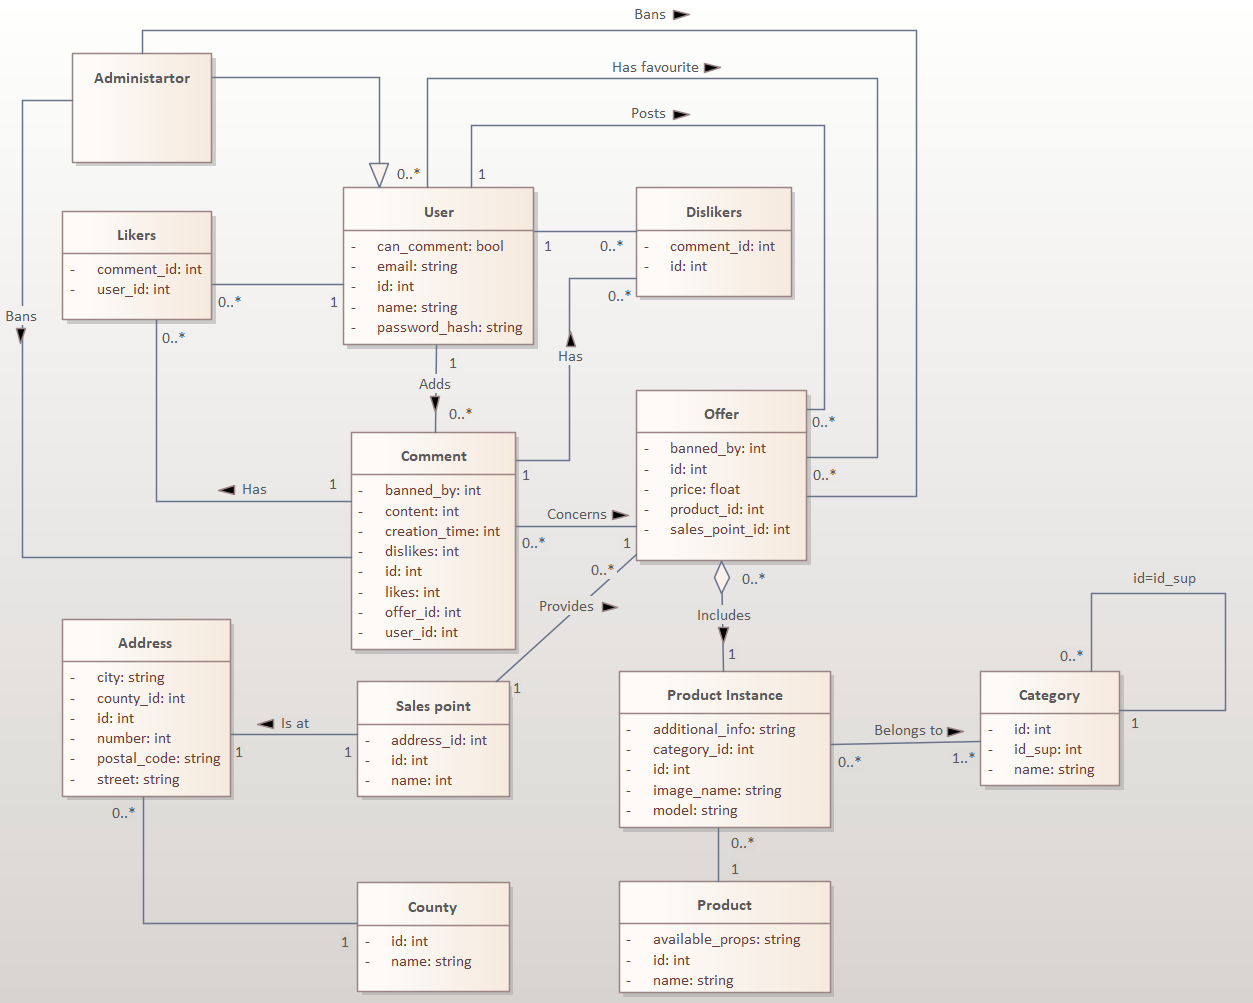 Bans
Administartor
Has favourite
Posts
0..*
1
User
- can_comment: bool
- email: string
- id: int
- name: string
- password_hash: string
Dislikers
- comment_id: int
- id: int
1
0..*
Likers
- comment_id: int
- user_id: int
0..*
1
0..*
0..*
Bans
Has
1
Adds
0..*
Offer
- banned_by: int
- id: int
- price: float
- product_id: int
- sales_point_id: int
0..*
0..*
Comment
- banned_by: int
- content: int
- creation_time: int
- dislikes: int
- id: int
- likes: int
- offer_id: int
- user_id: int
1
Has
1
Concerns
0..*
1
0..*
Provides
1
0..*
Includes
1
id=id_sup
0..*
1
Address
- city: string
- county_id: int
- id: int
- number: int
- postal_code: string
- street: string
Is at
1
1
Sales point
- address_id: int
- id: int
- name: int
Product Instance
- additional_info: string
- category_id: int
- id: int
- image_name: string
- model: string
Belongs to
0..*
1..*
Category
- id: int
- id_sup: int
- name: string
0..*
1
County
- id: int
- name: string
0..*
1
Product
- available_props: string
- id: int
- name: string